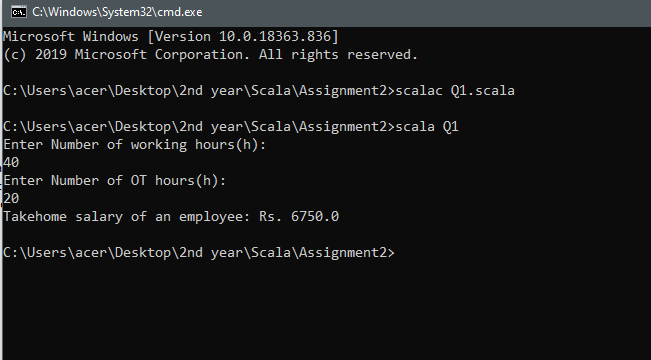 C:\Windows\System32\cmd.exe
Microsoft Windows [Version 10.0.18363.836]
(c) 2019 Microsoft Corporation. All rights reserved.
C:\Users\acer\Desktop\2nd year\Scala\Assignment2>scalac Q1.scala
C:\Users\acer\Desktop\2nd year\Scala\Assignment2>scala Q1
Enter Number of working hours(h):
40
Enter Number of OT hours(h):
20
Takehome salary of an employee: Rs. 6750.0
C:\Users\acer\Desktop\2nd year\Scala\Assignment2>